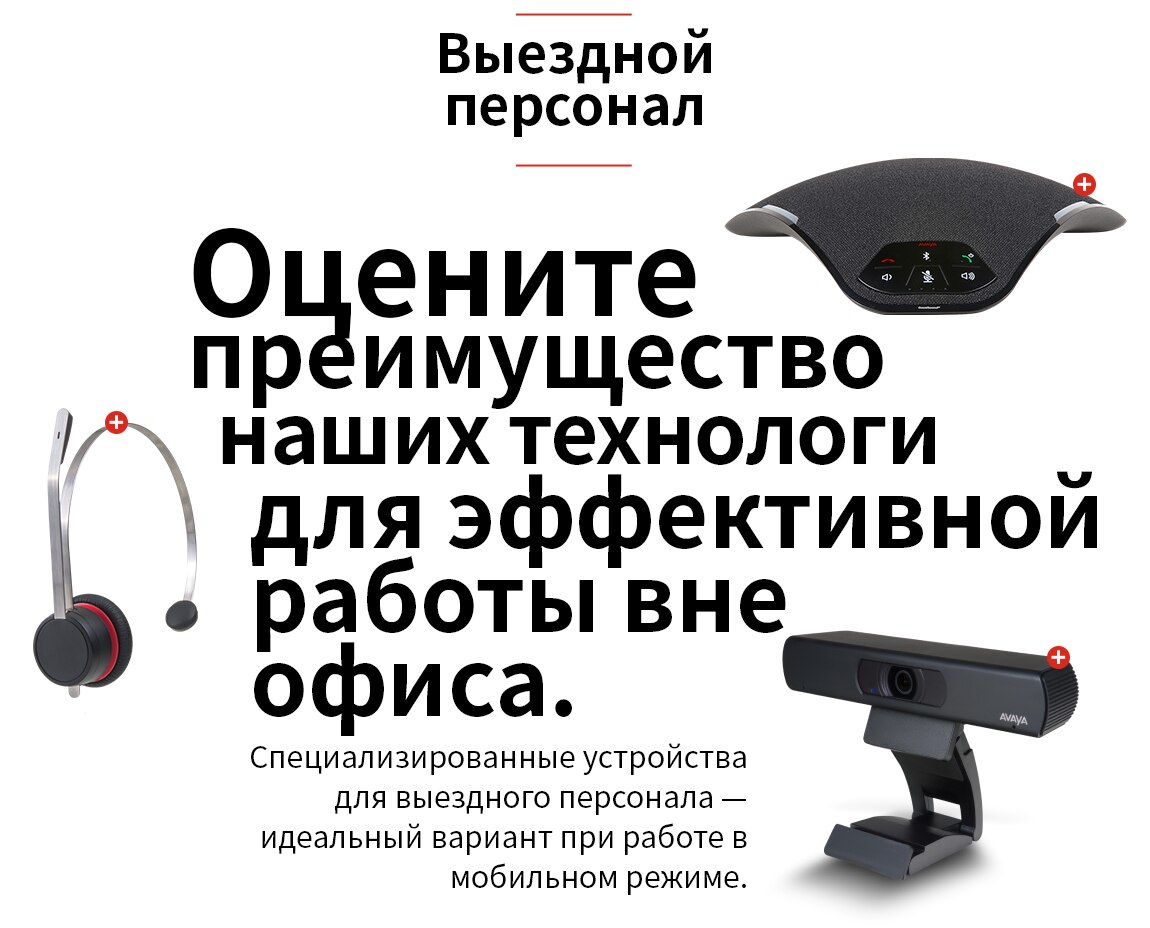 Выездной
персонал
AVAYA
Оцените
преимущество
наших технологи
для эффективной
работы вне
офиса.
AVAYA
Специализированные устройства
для выездного персонала —
идеальный вариант при работе в
мобильном режиме.